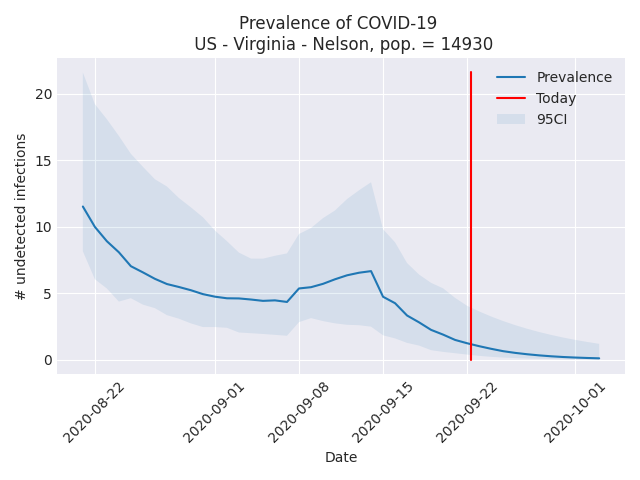 Prevalence of COVID-19
US - Virginia - Nelson, pop. = 14930
Prevalence
Today
95CI
# undetected infections
20
15
10
5
0
2020-08-22
2020-09-01
2020-09-08
2020-09-15
2020-09-22
2020-10-01
Date